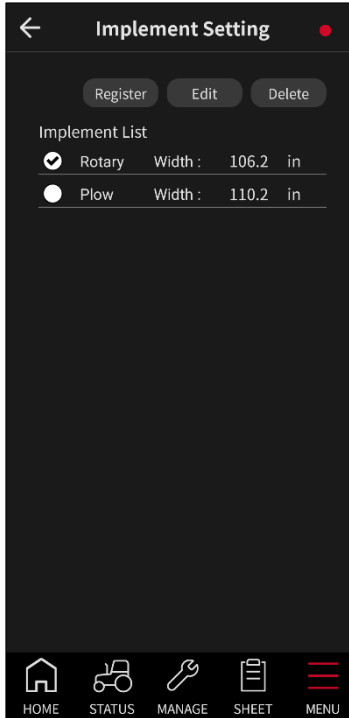 Implement Setting
Register Edit Delete
Implement List
Rotary Width : 106.2 in
Plow Width : 110.2 in
HOME STATUS MANAGE SHEET MENU